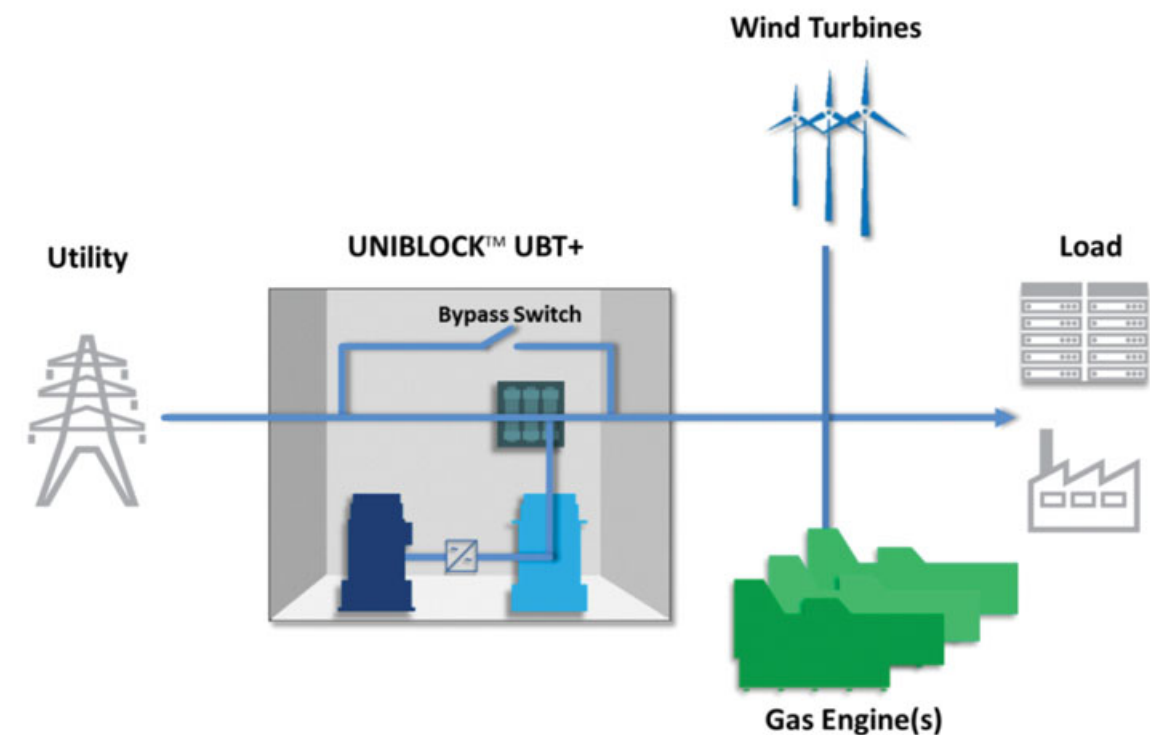 Wind Turbines
Utility
UNIBLOCK™ UBT+
Load
Bypass Switch
Gas Engine(s)